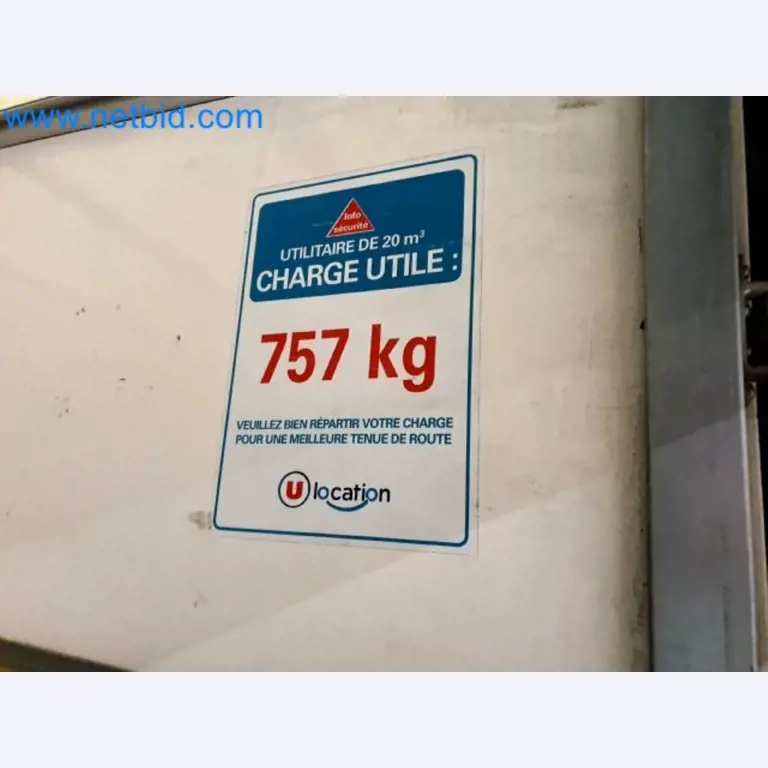 www.netbid.com
Info
sécurité
UTILITAIRE DE 20 m³
CHARGE UTILE :
757 kg
VEUILLEZ BIEN RÉPARTIR VOTRE CHARGE
POUR UNE MEILLEURE TENUE DE ROUTE
U location